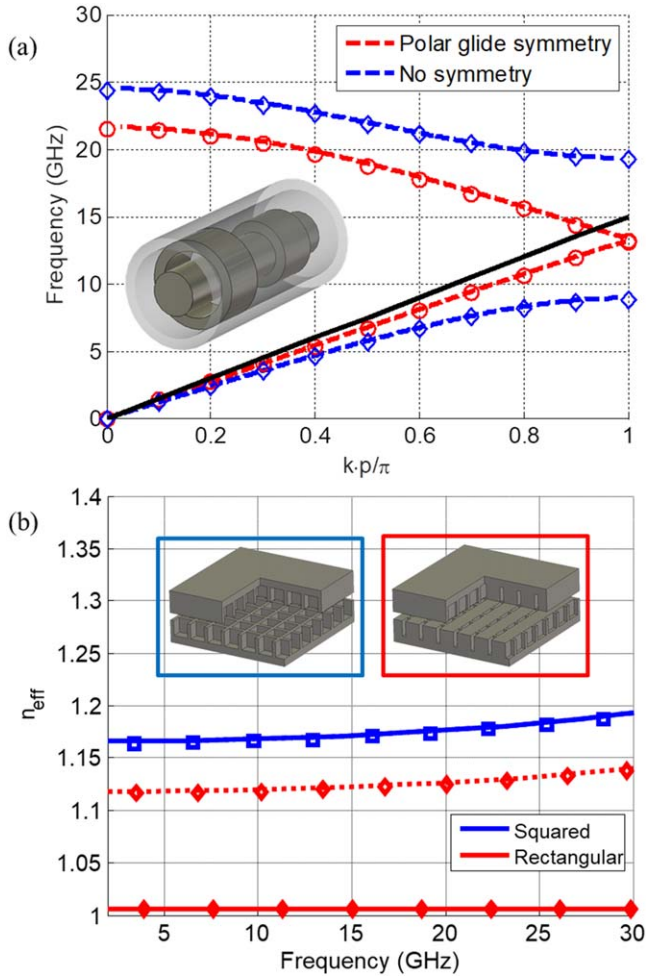 (a)
30
25
20
15
10
5
0
Frequency (GHz)
Polar glide symmetry
No symmetry
0 0.2 0.4 0.6 0.8 1
k·p/π
(b)
1.4
1.35
1.3
1.25
1.2
1.15
1.1
1.05
1
n_eff
Squared
Rectangular
5 10 15 20 25 30
Frequency (GHz)